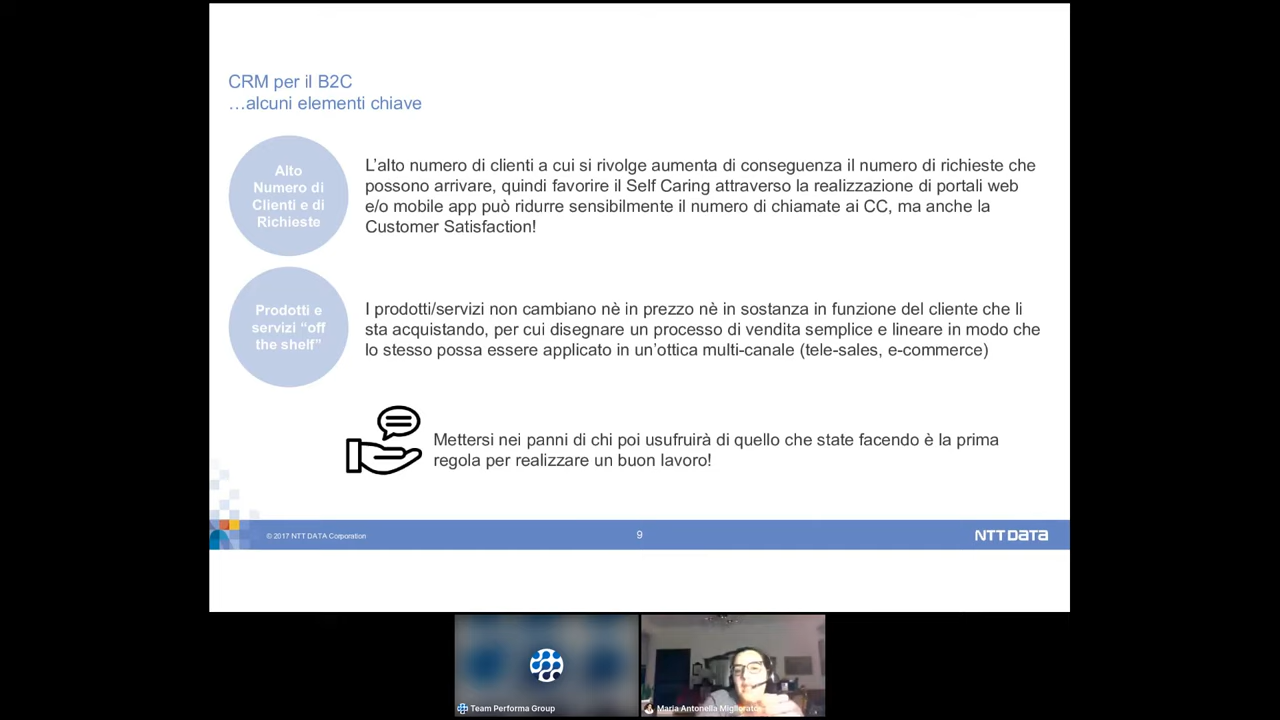 CRM per il B2C
…alcuni elementi chiave
Alto
Numero di
Clienti e di
Richieste
L’alto numero di clienti a cui si rivolge aumenta di conseguenza il numero di richieste che
possono arrivare, quindi favorire il Self Caring attraverso la realizzazione di portali web
e/o mobile app può ridurre sensibilmente il numero di chiamate ai CC, ma anche la
Customer Satisfaction!
Prodotti e
servizi “off
the shelf”
I prodotti/servizi non cambiano nè in prezzo nè in sostanza in funzione del cliente che li
sta acquistando, per cui disegnare un processo di vendita semplice e lineare in modo che
lo stesso possa essere applicato in un’ottica multi-canale (tele-sales, e-commerce)
Mettersi nei panni di chi poi usufruirà di quello che state facendo è la prima
regola per realizzare un buon lavoro!
© 2017 NTT DATA Corporation
9
NTT DATA
Team Performa Group
Maria Antonella Migliorato